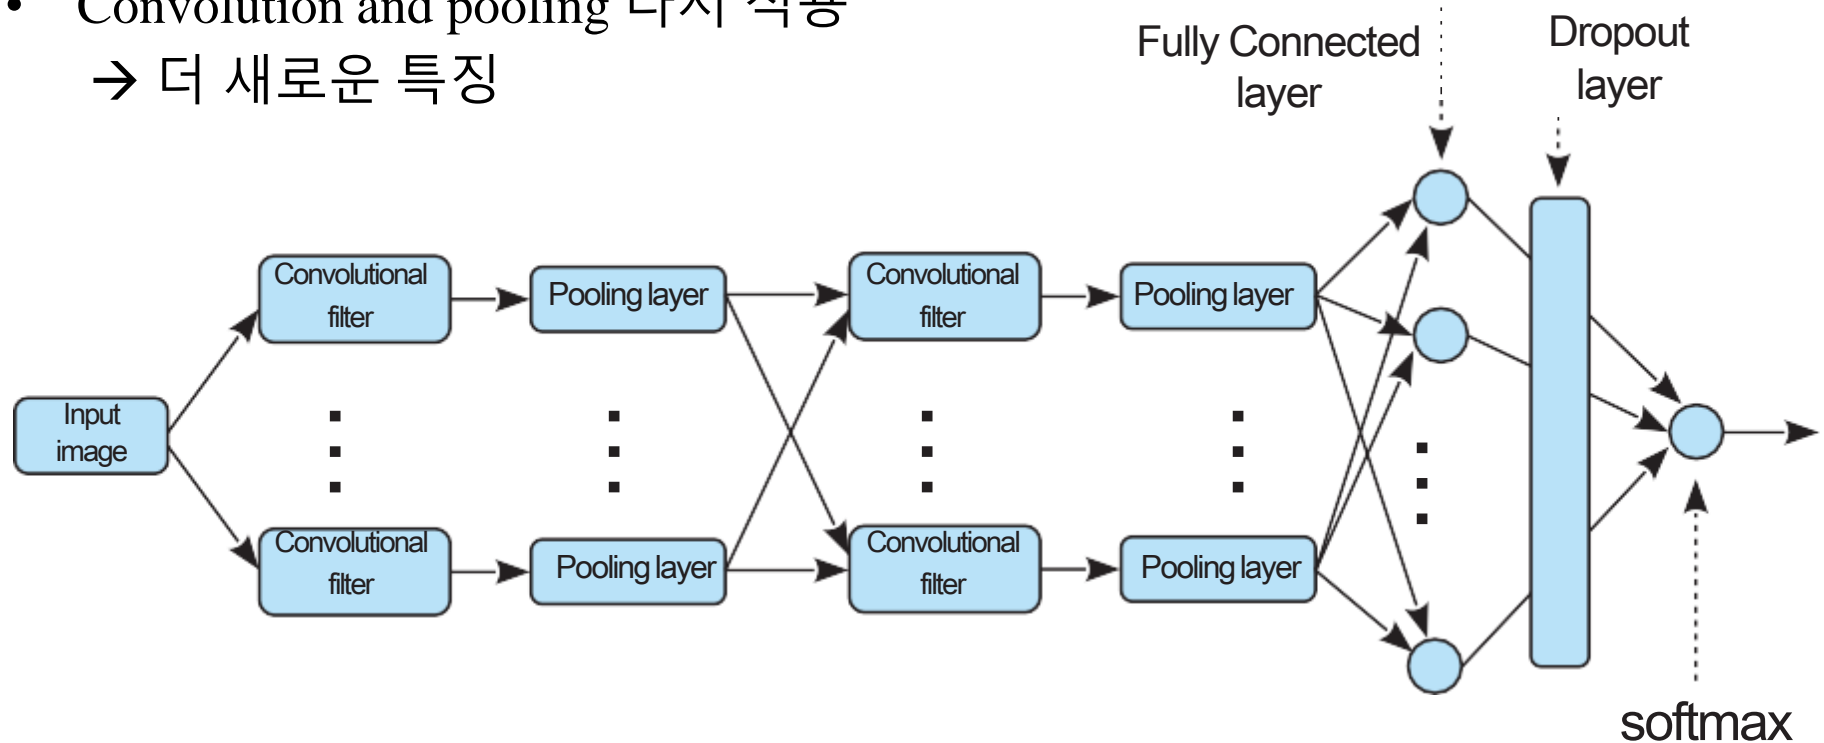 • Convolution and pooling 다시 적용
→ 더 새로운 특징
Fully Connected
layer
Dropout
layer
Convolutional
filter
Pooling layer
Convolutional
filter
Pooling layer
Input
image
Convolutional
filter
Pooling layer
Convolutional
filter
Pooling layer
softmax